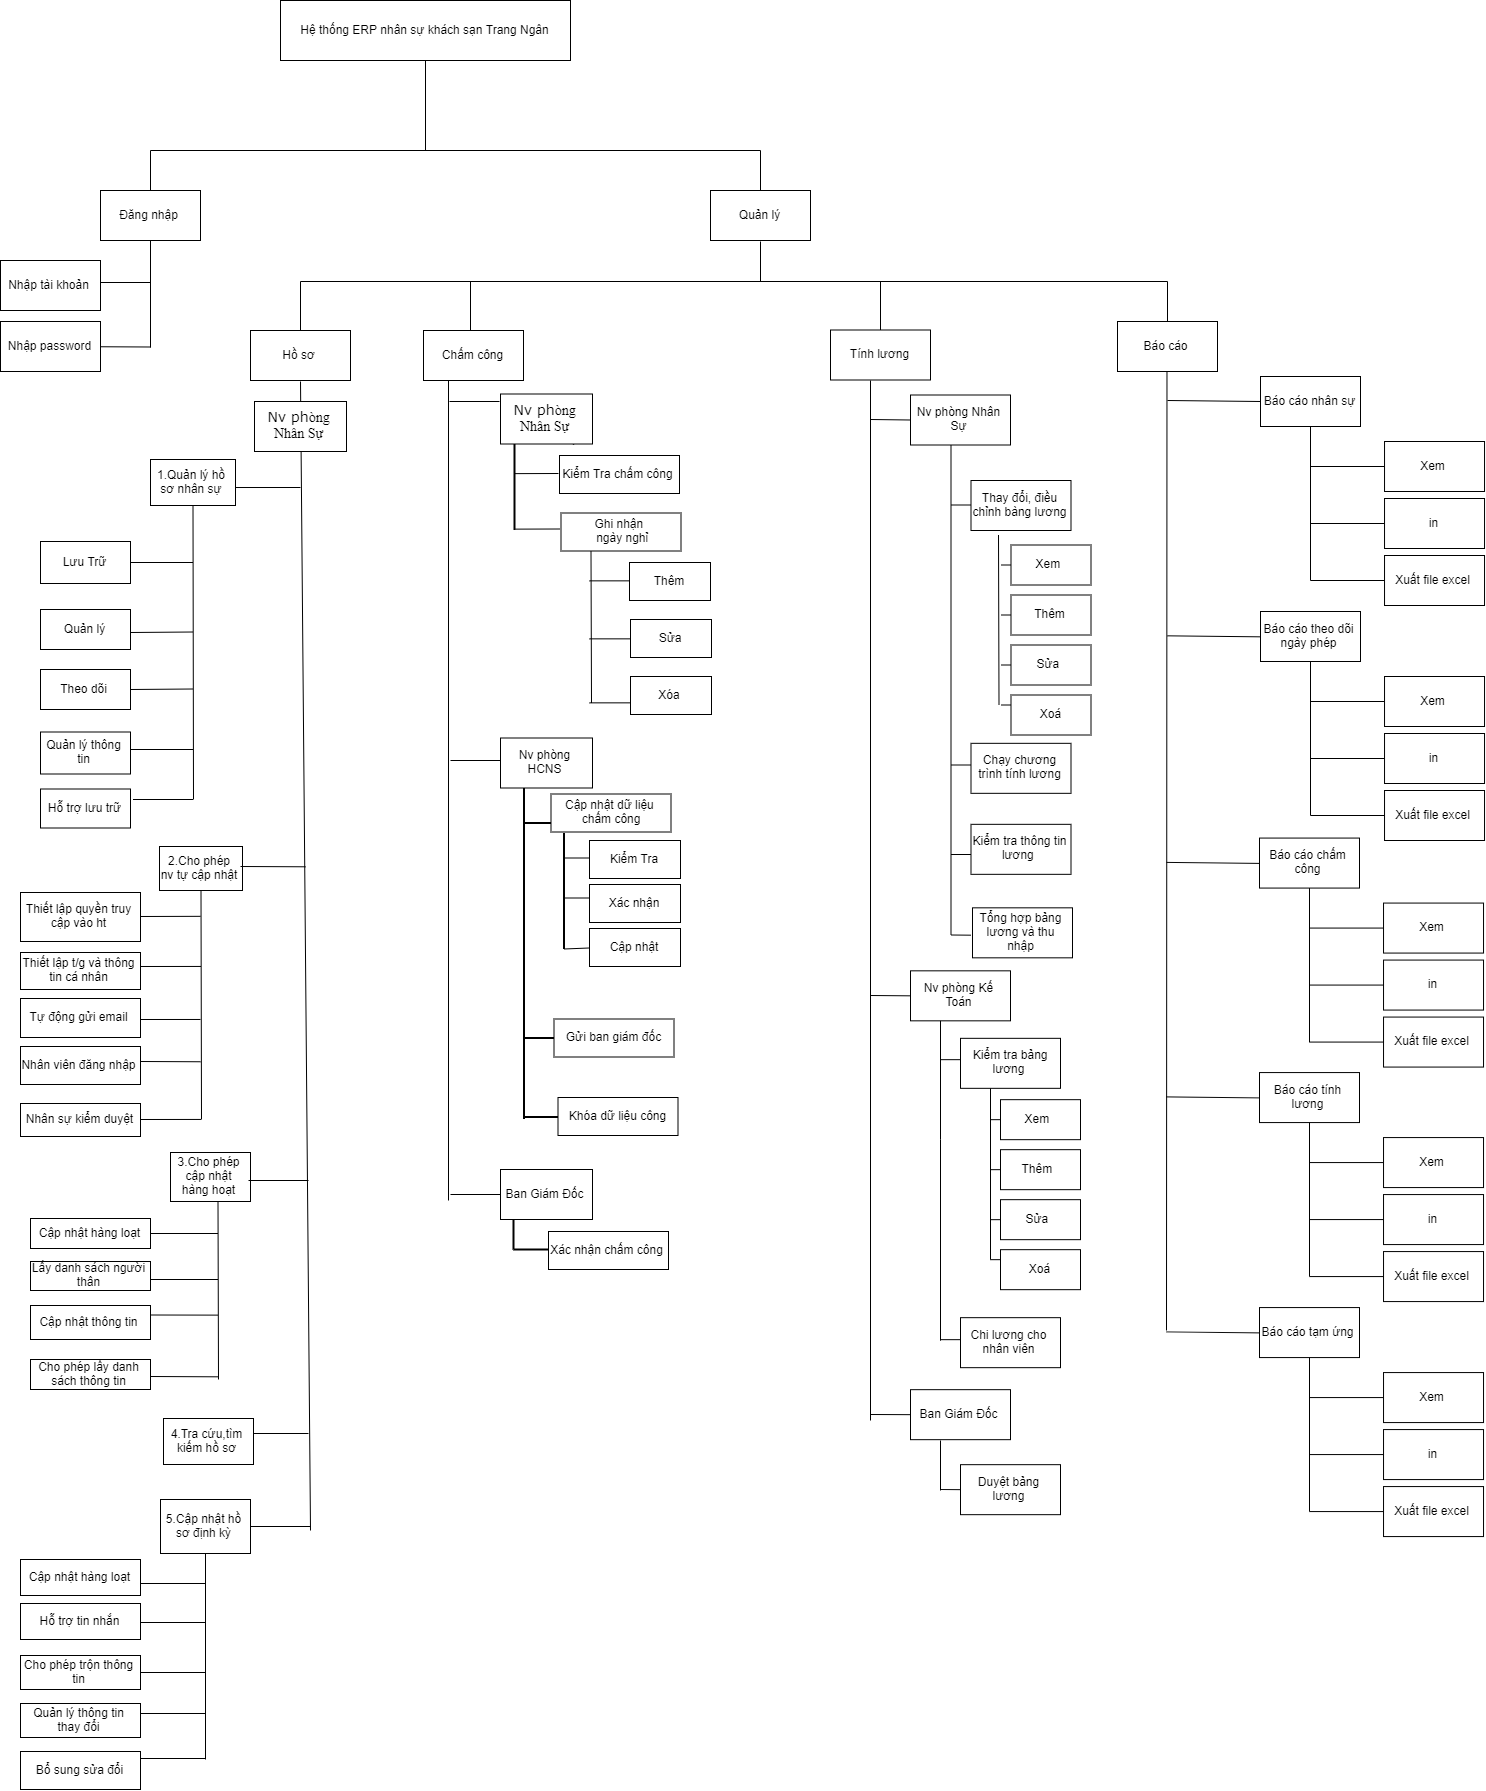 Hệ thống ERP nhân sự khách sạn Trang Ngân
Đăng nhập
Quản lý
Nhập tài khoản
Nhập password
Hồ sơ
Nv phòng
Nhân Sự
1.Quản lý hồ
sơ nhân sự
Lưu Trữ
Quản lý
Theo dõi
Quản lý thông
tin
Hỗ trợ lưu trữ
2.Cho phép
nv tự cập nhật
Thiết lập quyền truy
cập vào ht
Thiết lập t/g và thông
tin cá nhân
Tự động gửi email
Nhân viên đăng nhập
Nhân sự kiểm duyệt
3.Cho phép
cập nhật
hàng hoạt
Cập nhật hàng loạt
Lấy danh sách người
thân
Cập nhật thông tin
Cho phép lấy danh
sách thông tin
4.Tra cứu,tìm
kiếm hồ sơ
5.Cập nhật hồ
sơ định kỳ
Cập nhật hàng loạt
Hỗ trợ tin nhắn
Cho phép trộn thông
tin
Quản lý thông tin
thay đổi
Bổ sung sửa đổi
Chấm công
Nv phòng
Nhân Sự
Kiểm Tra chấm công
Ghi nhận
ngày nghỉ
Thêm
Sửa
Xóa
Nv phòng
HCNS
Cập nhật dữ liệu
chấm công
Kiểm Tra
Xác nhận
Cập nhật
Gửi ban giám đốc
Khóa dữ liệu công
Ban Giám Đốc
Xác nhận chấm công
Tính lương
Nv phòng Nhân
Sự
Thay đổi, điều
chỉnh bảng lương
Xem
Thêm
Sửa
Xoá
Chạy chương
trình tính lương
Kiểm tra thông tin
lương
Tổng hợp bảng
lương và thu
nhập
Nv phòng Kế
Toán
Kiểm tra bảng
lương
Xem
Thêm
Sửa
Xoá
Chi lương cho
nhân viên
Ban Giám Đốc
Duyệt bảng
lương
Báo cáo
Báo cáo nhân sự
Xem
in
Xuất file excel
Báo cáo theo dõi
ngày phép
Xem
in
Xuất file excel
Báo cáo chấm
công
Xem
in
Xuất file excel
Báo cáo tính
lương
Xem
in
Xuất file excel
Báo cáo tạm ứng
Xem
in
Xuất file excel